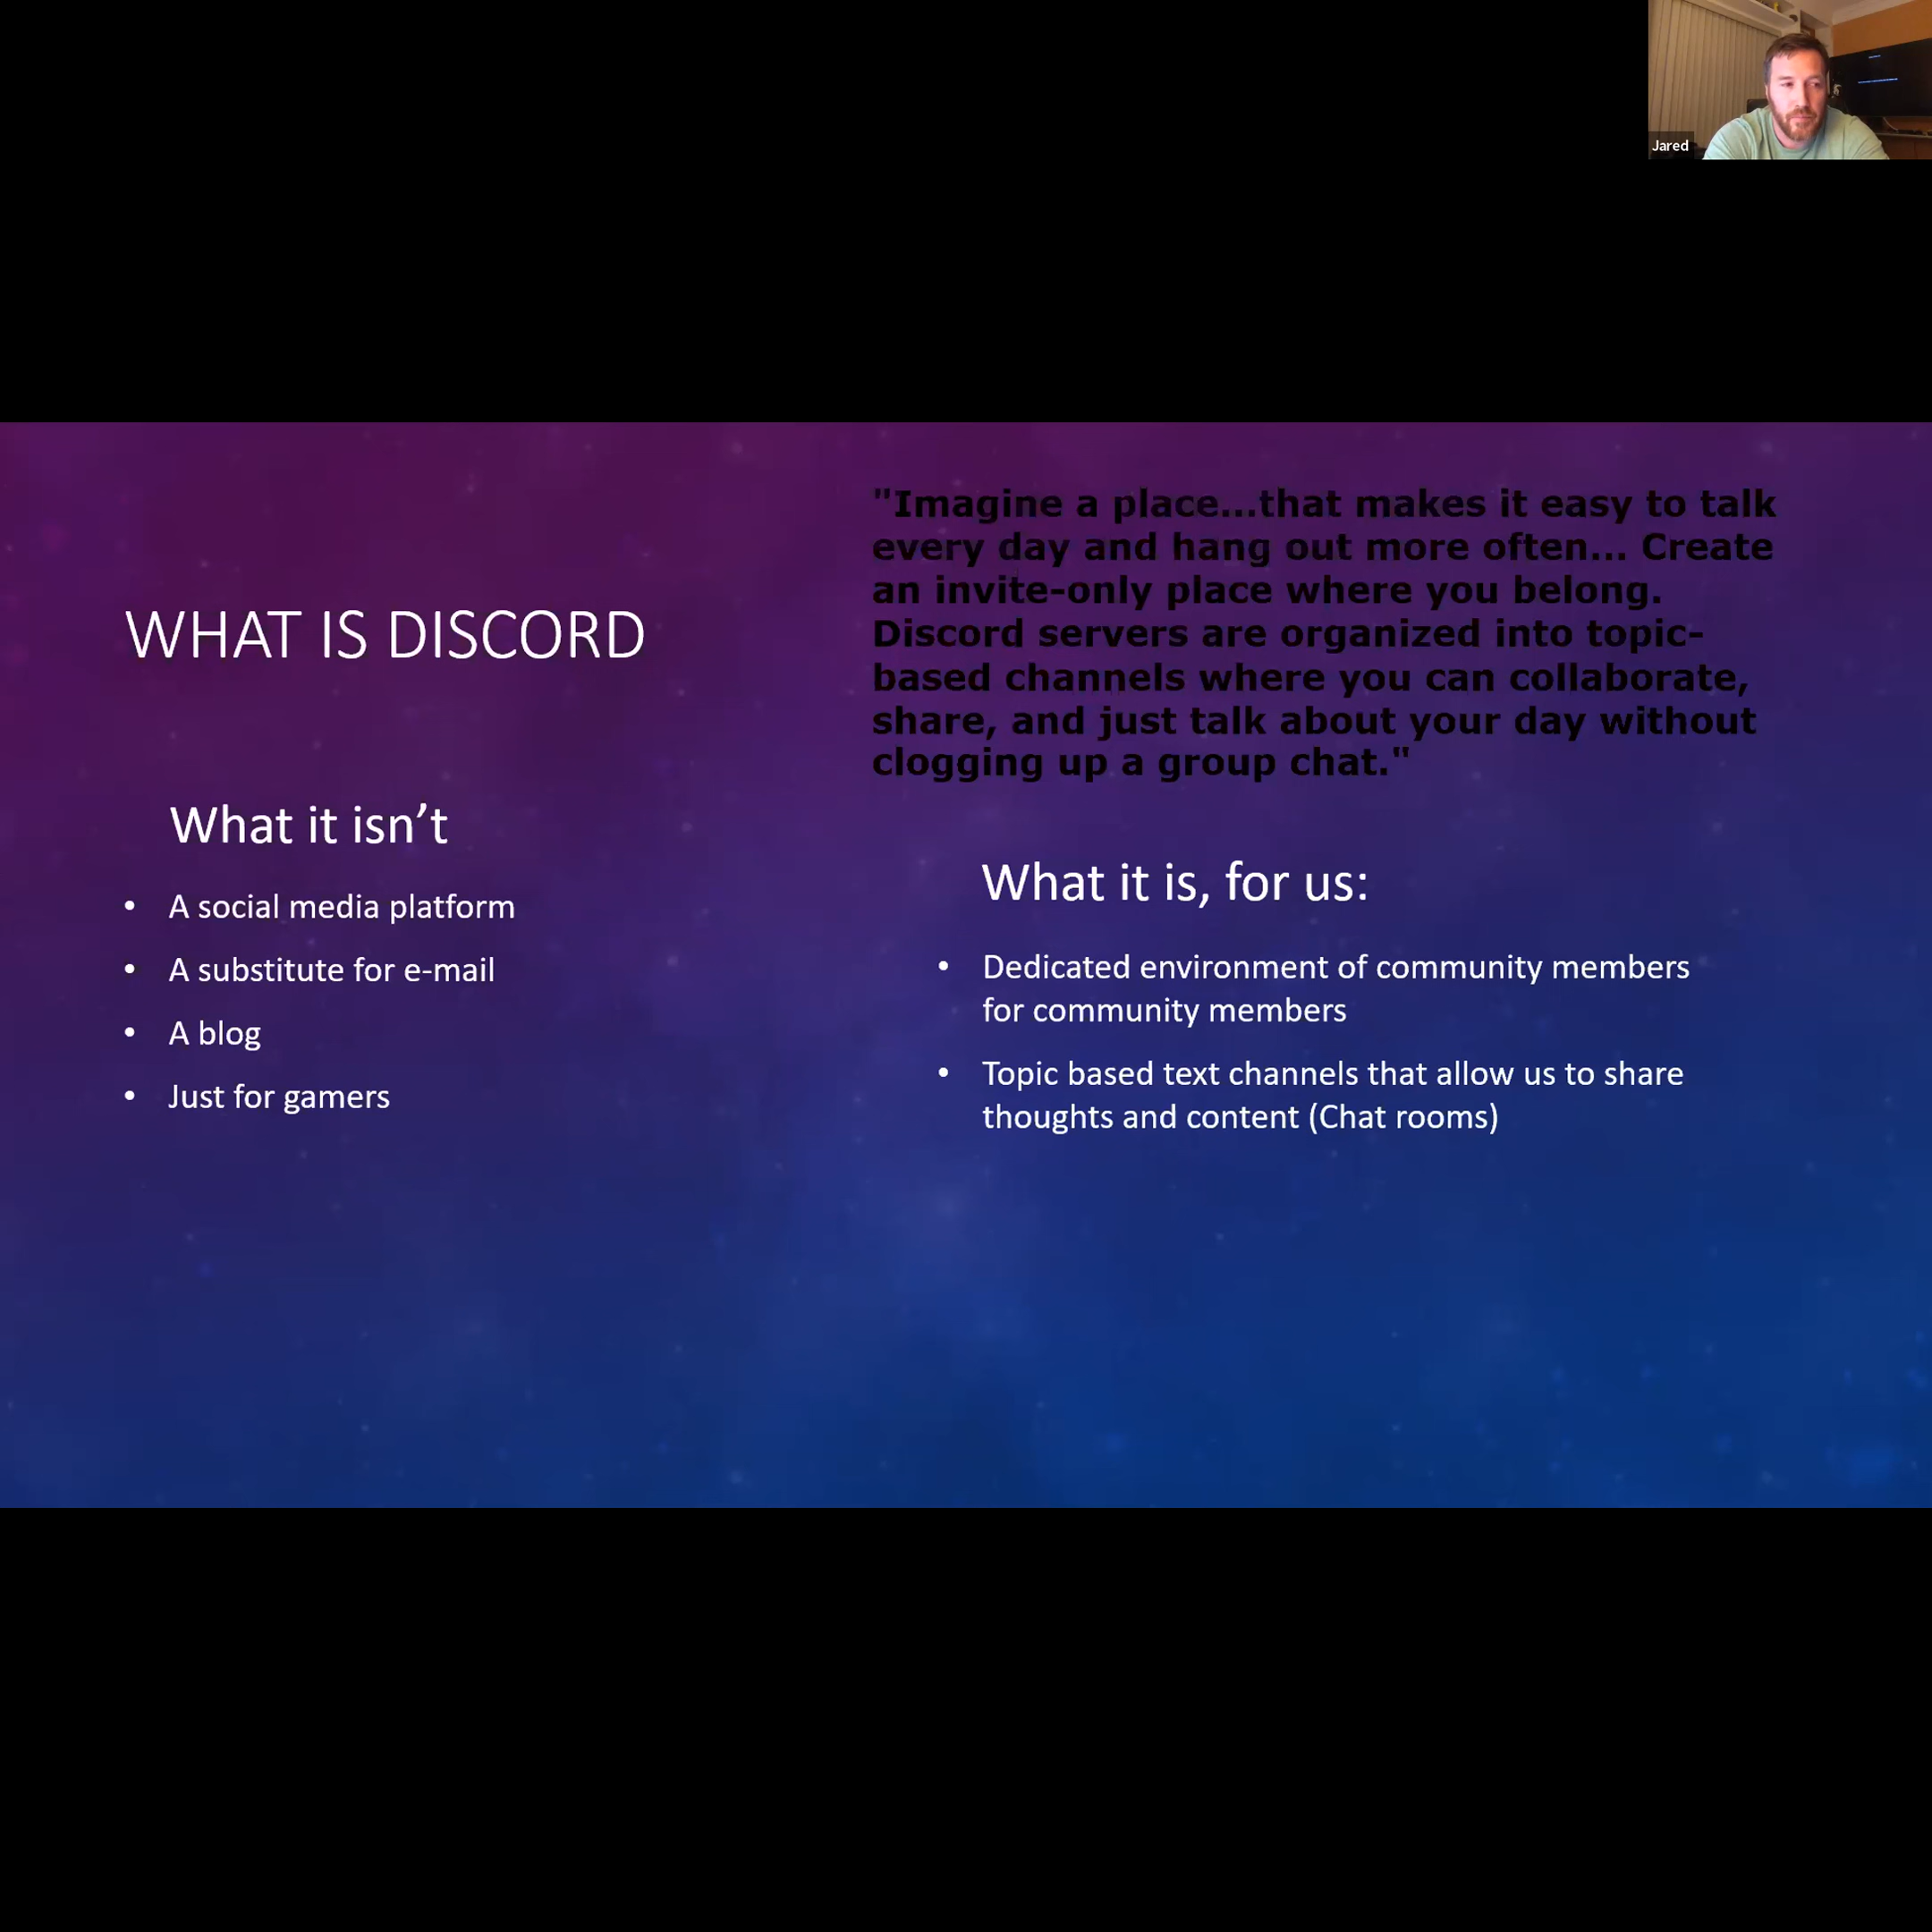 Jared
WHAT IS DISCORD
What it isn’t
• A social media platform
• A substitute for e-mail
• A blog
• Just for gamers
"Imagine a place...that makes it easy to talk
every day and hang out more often... Create
an invite-only place where you belong.
Discord servers are organized into topic-
based channels where you can collaborate,
share, and just talk about your day without
clogging up a group chat."
What it is, for us:
• Dedicated environment of community members
for community members
• Topic based text channels that allow us to share
thoughts and content (Chat rooms)